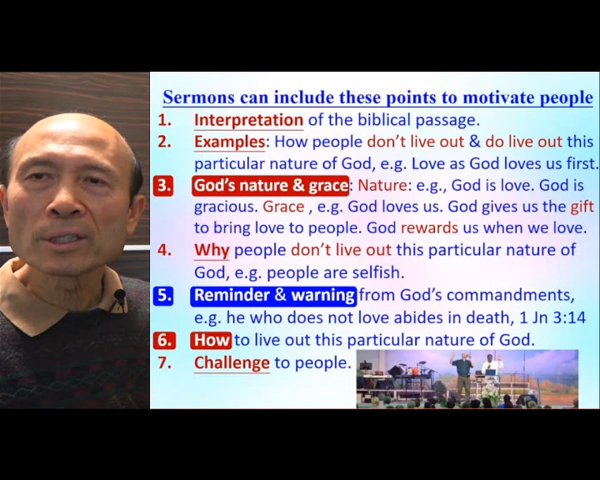 Sermons can include these points to motivate people
1. Interpretation of the biblical passage.
2. Examples: How people don't live out & do live out this
particular nature of God, e.g. Love as God loves us first.
3. God's nature & grace: Nature: e.g., God is love. God is
gracious. Grace , e.g. God loves us. God gives us the gift
to bring love to people. God rewards us when we love.
4. Why people don't live out this particular nature of
God, e.g. people are selfish.
5. Reminder & warning from God's commandments,
e.g. he who does not love abides in death, 1 Jn 3:14
6. How to live out this particular nature of God.
7. Challenge to people.